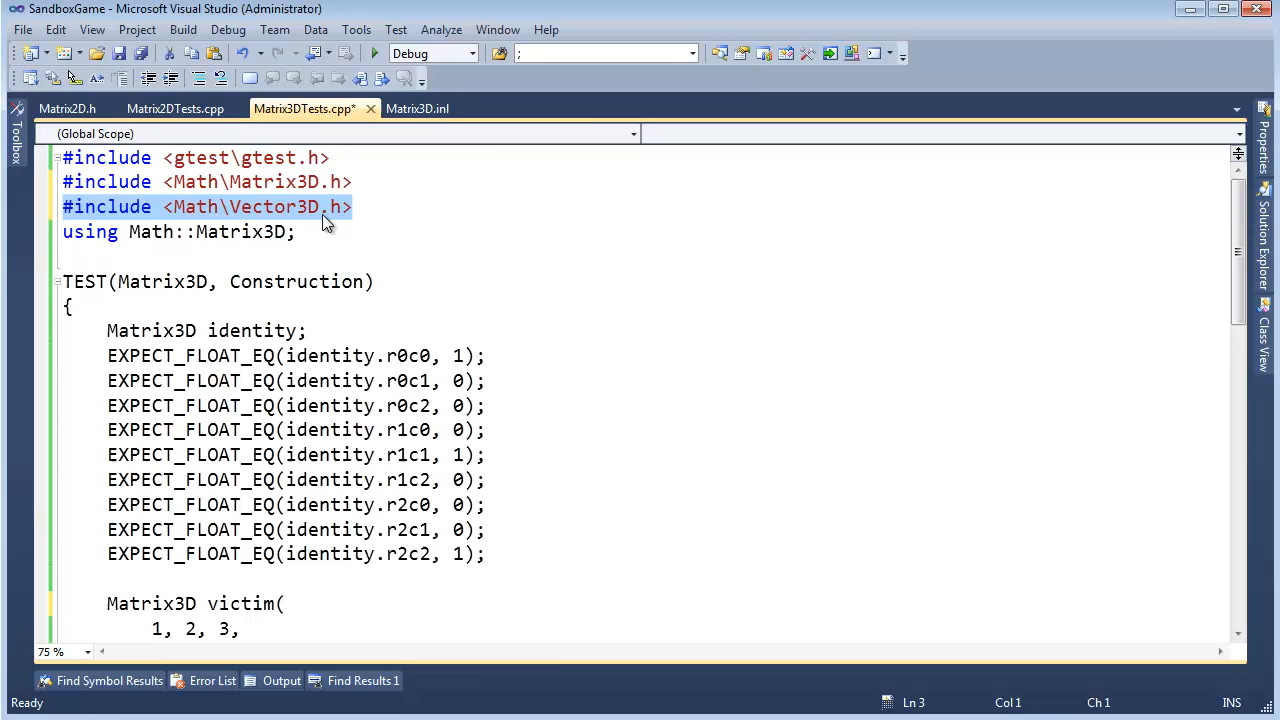 SandboxGame - Microsoft Visual Studio (Administrator)
File Edit View Project Build Debug Team Data Tools Test Analyze Window Help
Debug ;
Matrix2D.h Matrix2DTests.cpp Matrix3DTests.cpp* Matrix3D.inl
(Global Scope)
#include <gtest\gtest.h>
#include <Math\Matrix3D.h>
#include <Math\Vector3D.h>
using Math::Matrix3D;
TEST(Matrix3D, Construction)
{
Matrix3D identity;
EXPECT_FLOAT_EQ(identity.r0c0, 1);
EXPECT_FLOAT_EQ(identity.r0c1, 0);
EXPECT_FLOAT_EQ(identity.r0c2, 0);
EXPECT_FLOAT_EQ(identity.r1c0, 0);
EXPECT_FLOAT_EQ(identity.r1c1, 1);
EXPECT_FLOAT_EQ(identity.r1c2, 0);
EXPECT_FLOAT_EQ(identity.r2c0, 0);
EXPECT_FLOAT_EQ(identity.r2c1, 0);
EXPECT_FLOAT_EQ(identity.r2c2, 1);
Matrix3D victim(
1, 2, 3,
75 %
Toolbox
Properties
Solution Explorer
Class View
Find Symbol Results Error List Output Find Results 1
Ready Ln 3 Col 1 Ch 1 INS